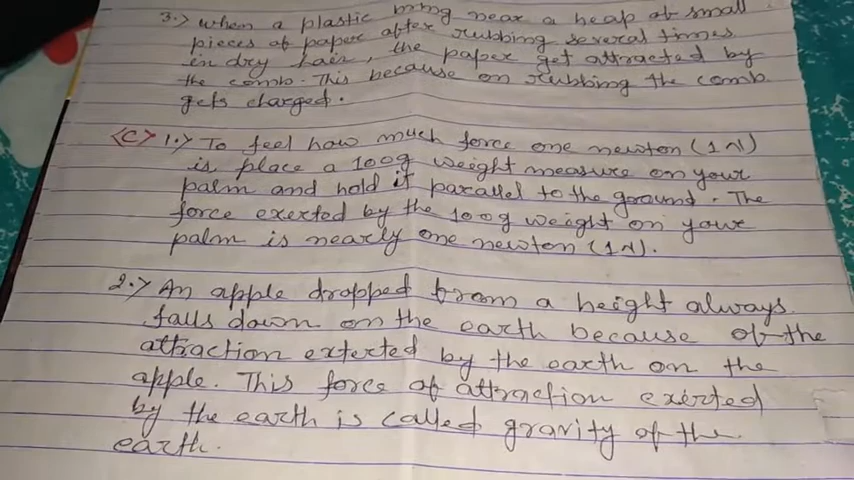 3.> when a plastic bring near a heap of small
pieces of paper after rubbing several times
in dry hair, the paper get attracted by
the comb. This because on rubbing the comb
gets charged.
<C> 1.> To feel how much force one newton (1N)
is place a 100g weight measure on your
palm and hold it parallel to the ground. The
force exerted by the 100g weight on your
palm is nearly one newton (1N).
2.> An apple dropped from a height always
falls down on the earth because of the
attraction exterted by the earth on the
apple. This force of attraction exerted
by the earth is called gravity of the
earth.